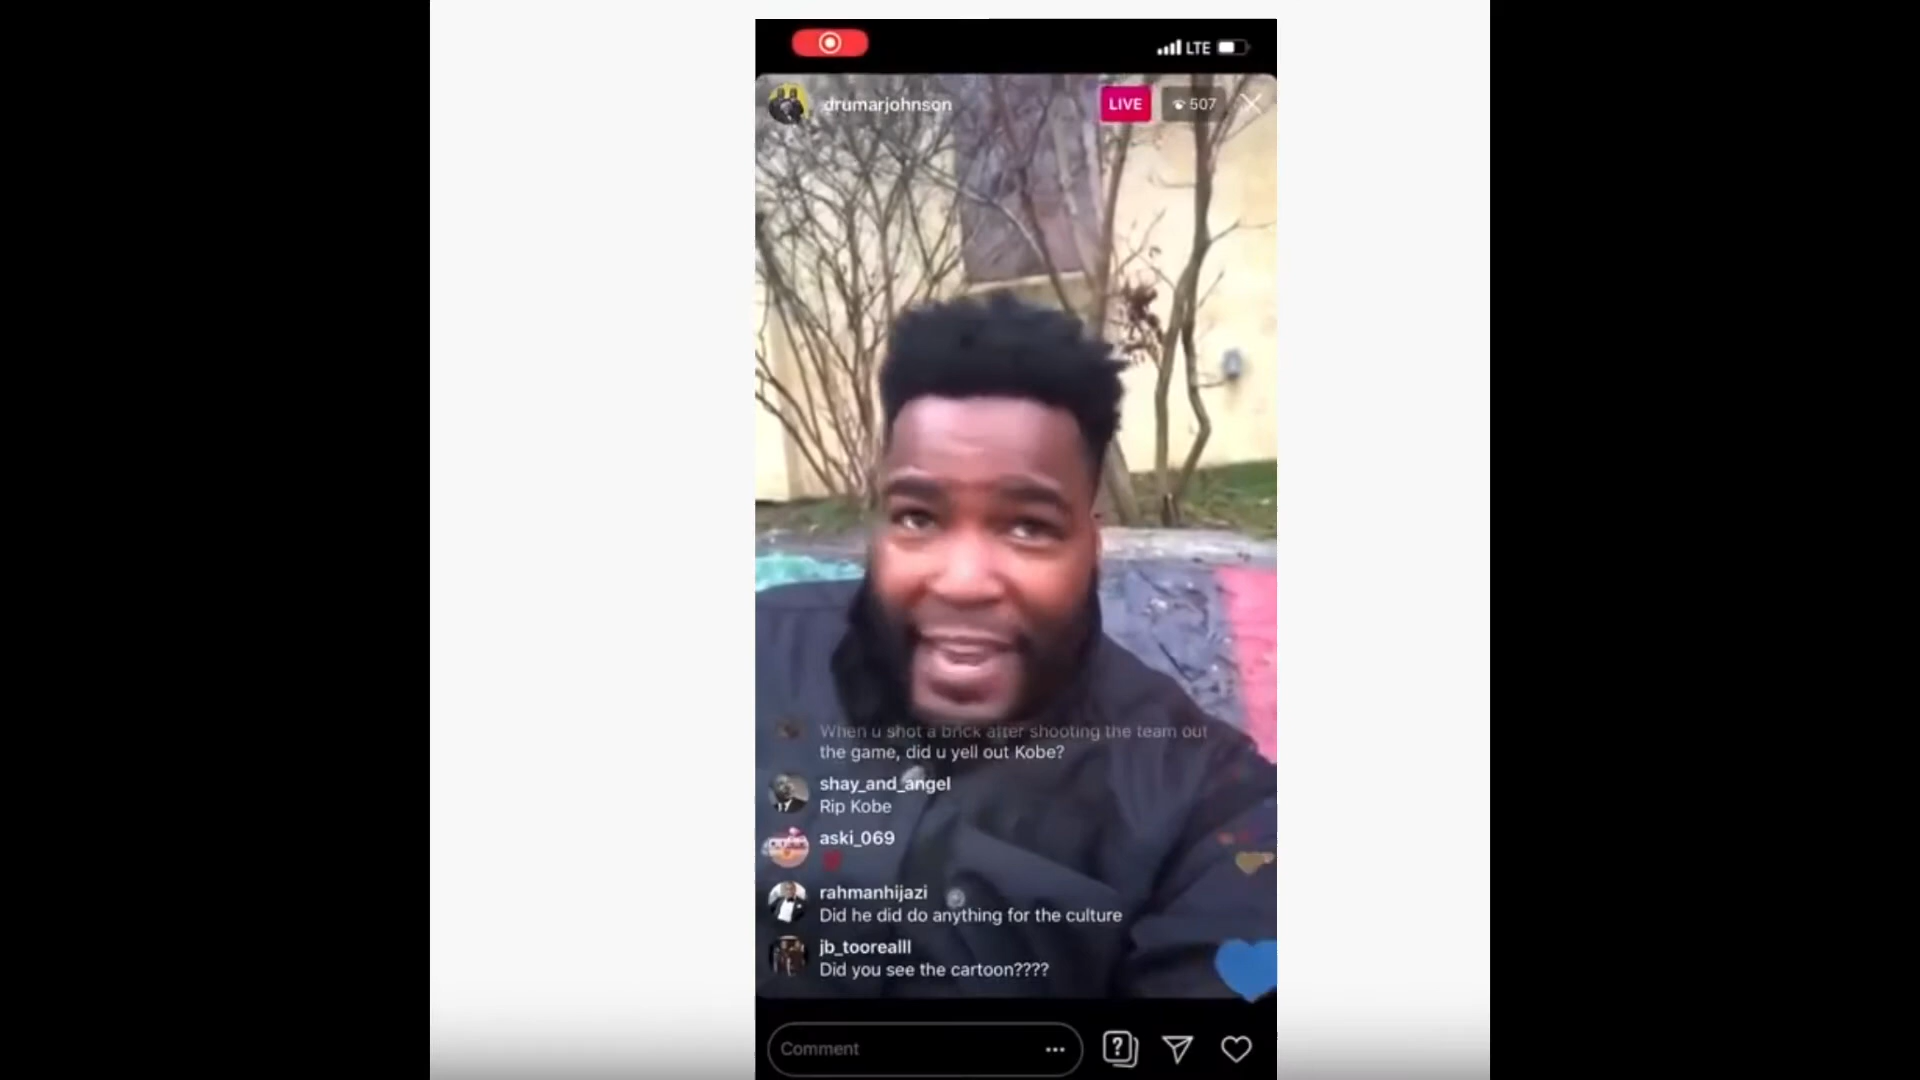 LTE
drumarjohnson
LIVE
507
When u shot a brick after shooting the team out
the game, did u yell out Kobe?
shay_and_angel
Rip Kobe
aski_069
rahmanhijazi
Did he did do anything for the culture
jb_toorealll
Did you see the cartoon????
Comment